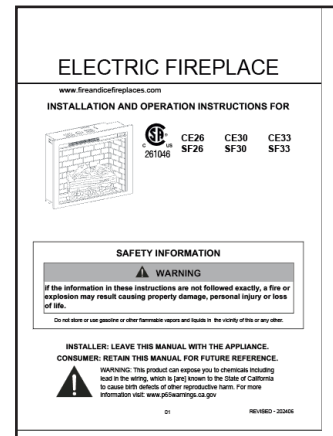 ELECTRIC FIREPLACE
www.fireandicefireplaces.com
INSTALLATION AND OPERATION INSTRUCTIONS FOR
CSA ®
C US
261046
CE26 CE30 CE33
SF26 SF30 SF33
SAFETY INFORMATION
WARNING
if the information in these instructions are not followed exactly, a fire or
explosion may result causing property damage, personal injury or loss
of life.
Do not store or use gasoline or other flammable vapors and liquids in the vicinity of this or any other.
INSTALLER: LEAVE THIS MANUAL WITH THE APPLIANCE.
CONSUMER: RETAIN THIS MANUAL FOR FUTURE REFERENCE.
WARNING: This product can expose you to chemicals including
lead in the wiring, which is [are] known to the State of California
to cause birth defects of other reproductive harm. For more
information visit: www.p65warnings.ca.gov
01
REVISED - 202406